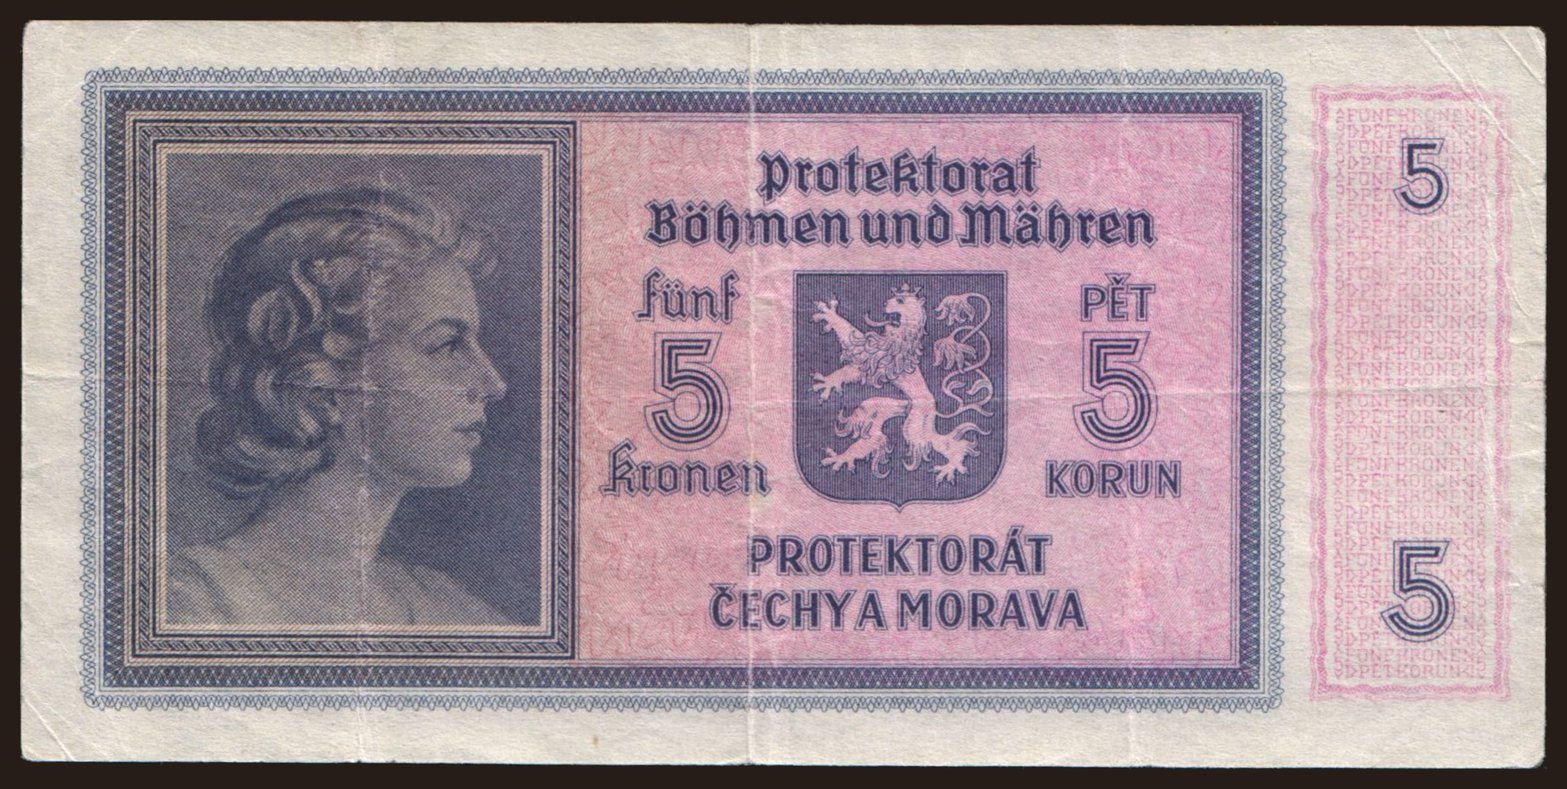 Protektorat
Böhmen und Mähren
fünf
5
Kronen
PĚT
5
KORUN
PROTEKTORÁT
ČECHY A MORAVA
5
5